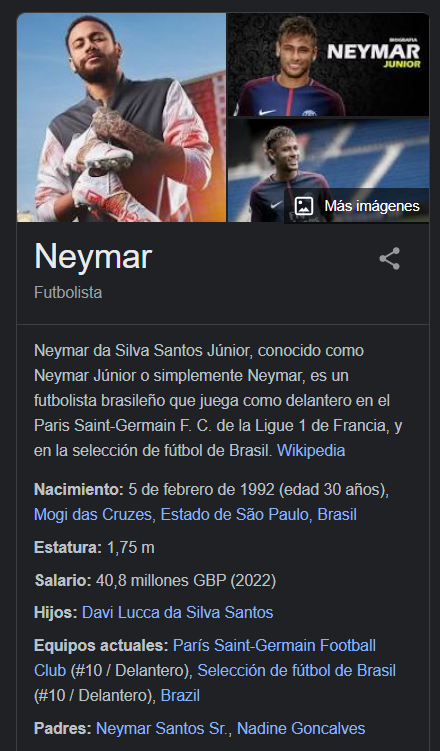 BIOGRAFIA
NEYMAR
JUNIOR
Más imágenes
Neymar
Futbolista
Neymar da Silva Santos Júnior, conocido como
Neymar Júnior o simplemente Neymar, es un
futbolista brasileño que juega como delantero en el
Paris Saint-Germain F. C. de la Ligue 1 de Francia, y
en la selección de fútbol de Brasil. Wikipedia
Nacimiento: 5 de febrero de 1992 (edad 30 años),
Mogi das Cruzes, Estado de São Paulo, Brasil
Estatura: 1,75 m
Salario: 40,8 millones GBP (2022)
Hijos: Davi Lucca da Silva Santos
Equipos actuales: París Saint-Germain Football
Club (#10 / Delantero), Selección de fútbol de Brasil
(#10 / Delantero), Brazil
Padres: Neymar Santos Sr., Nadine Goncalves